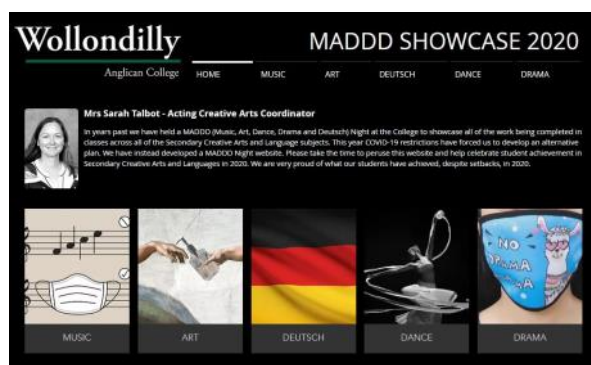 Wollondilly
Anglican College
MADDD SHOWCASE 2020
HOME MUSIC ART DEUTSCH DANCE DRAMA
Mrs Sarah Talbot - Acting Creative Arts Coordinator
In years past we have held a MADDD (Music, Art, Dance, Drama and Deutsch) Night at the College to showcase all of the work being completed in
classes across all of the Secondary Creative Arts and Language subjects. This year COVID-19 restrictions have forced us to develop an alternative
plan. We have instead developed a MADDD Night website. Please take the time to peruse this website and help celebrate student achievement in
Secondary Creative Arts and Languages in 2020. We are very proud of what our students have achieved, despite setbacks, in 2020.
NO
DRAMA
MUSIC ART DEUTSCH DANCE DRAMA